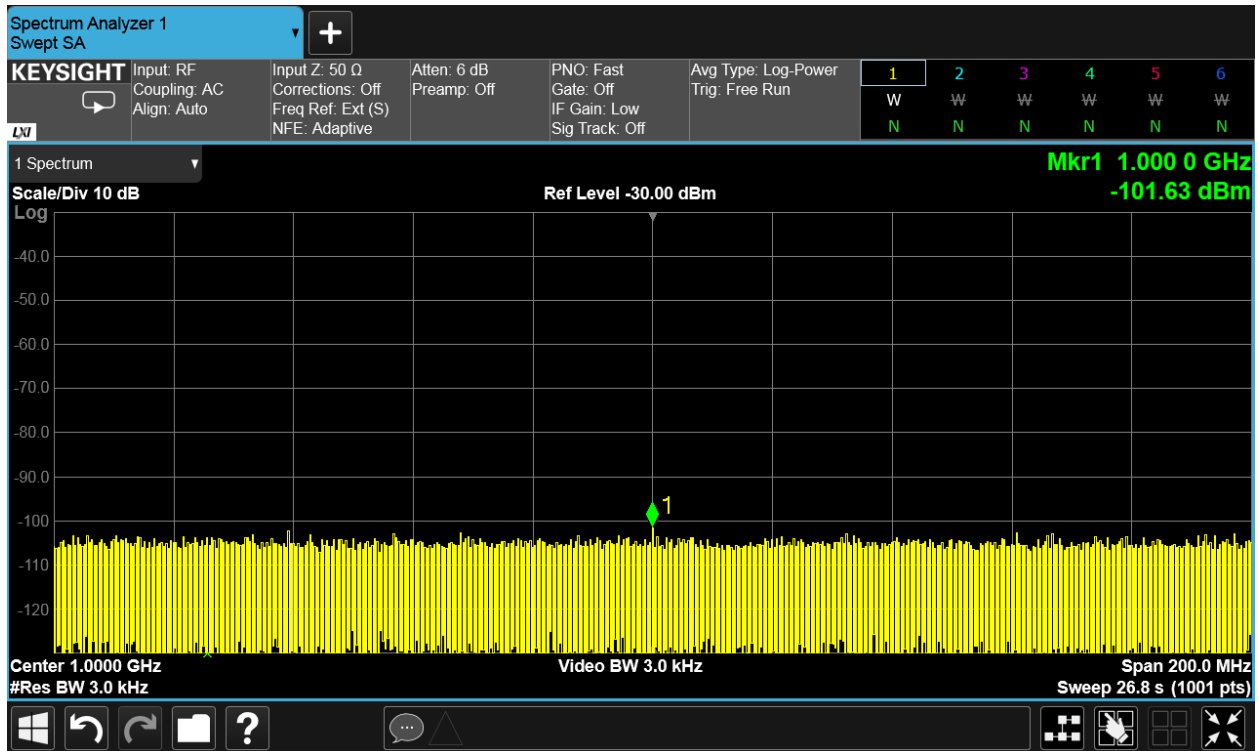 Spectrum Analyzer 1
Swept SA
KEYSIGHT
LXI
Input: RF
Coupling: AC
Align: Auto
Input Z: 50 Ω
Corrections: Off
Freq Ref: Ext (S)
NFE: Adaptive
Atten: 6 dB
Preamp: Off
PNO: Fast
Gate: Off
IF Gain: Low
Sig Track: Off
Avg Type: Log-Power
Trig: Free Run
1 2 3 4 5 6
W W W W W W
N N N N N N
1 Spectrum
Mkr1 1.000 0 GHz
-101.63 dBm
Scale/Div 10 dB
Ref Level -30.00 dBm
Log
-40.0
-50.0
-60.0
-70.0
-80.0
-90.0
1
-100
-110
-120
Center 1.0000 GHz
Video BW 3.0 kHz
Span 200.0 MHz
#Res BW 3.0 kHz
Sweep 26.8 s (1001 pts)
?